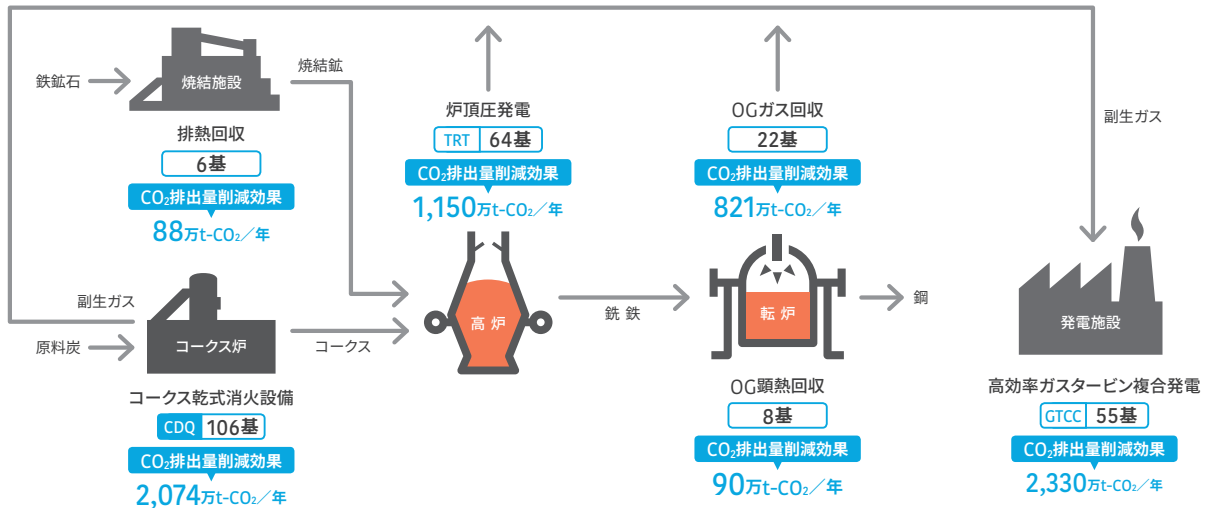 鉄鉱石
焼結施設
焼結鉱
排熱回収
6基
CO₂排出量削減効果
88万t-CO₂／年
炉頂圧発電
TRT 64基
CO₂排出量削減効果
1,150万t-CO₂／年
OGガス回収
22基
CO₂排出量削減効果
821万t-CO₂／年
副生ガス
副生ガス
原料炭
コークス炉
コークス
高炉
銑鉄
転炉
鋼
発電施設
コークス乾式消火設備
CDQ 106基
CO₂排出量削減効果
2,074万t-CO₂／年
OG顕熱回収
8基
CO₂排出量削減効果
90万t-CO₂／年
高効率ガスタービン複合発電
GTCC 55基
CO₂排出量削減効果
2,330万t-CO₂／年